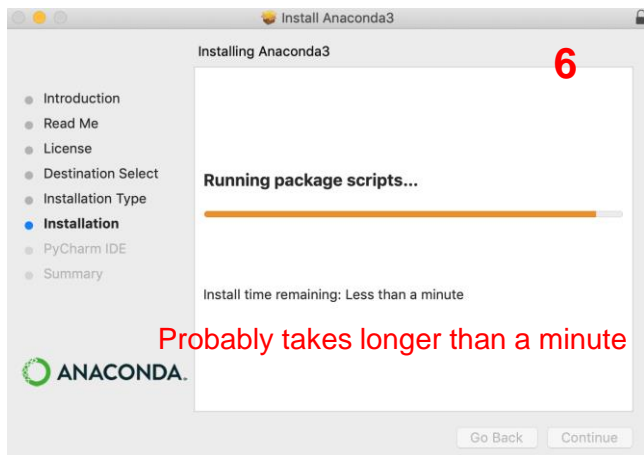 Install Anaconda3
Installing Anaconda3
6
Introduction
Read Me
License
Destination Select
Installation Type
Installation
PyCharm IDE
Summary
Running package scripts...
Install time remaining: Less than a minute
Probably takes longer than a minute
ANACONDA.
Go Back
Continue